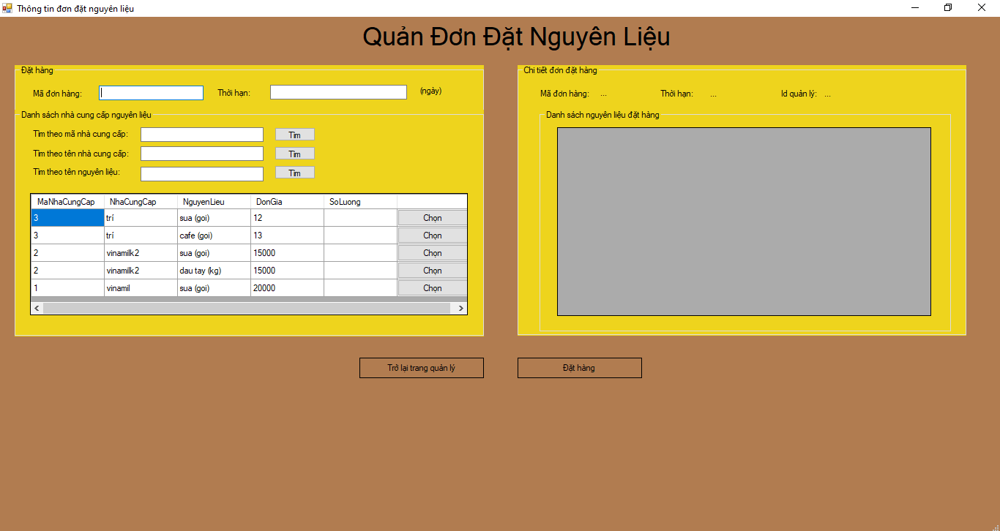 Thông tin đơn đặt nguyên liệu
Quản Đơn Đặt Nguyên Liệu
Đặt hàng
Mã đơn hàng:
Thời hạn:
(ngày)
Danh sách nhà cung cấp nguyên liệu
Tìm theo mã nhà cung cấp:
Tìm
Tìm theo tên nhà cung cấp:
Tìm
Tìm theo tên nguyên liệu:
Tìm
MaNhaCungCap NhaCungCap NguyenLieu DonGia SoLuong
3 trí sua (goi) 12 Chọn
3 trí cafe (goi) 13 Chọn
2 vinamilk2 sua (goi) 15000 Chọn
2 vinamilk2 dau tay (kg) 15000 Chọn
1 vinamil sua (goi) 20000 Chọn
Chi tiết đơn đặt hàng
Mã đơn hàng: ... Thời hạn: ... Id quản lý: ...
Danh sách nguyên liệu đặt hàng
Trở lại trang quản lý
Đặt hàng